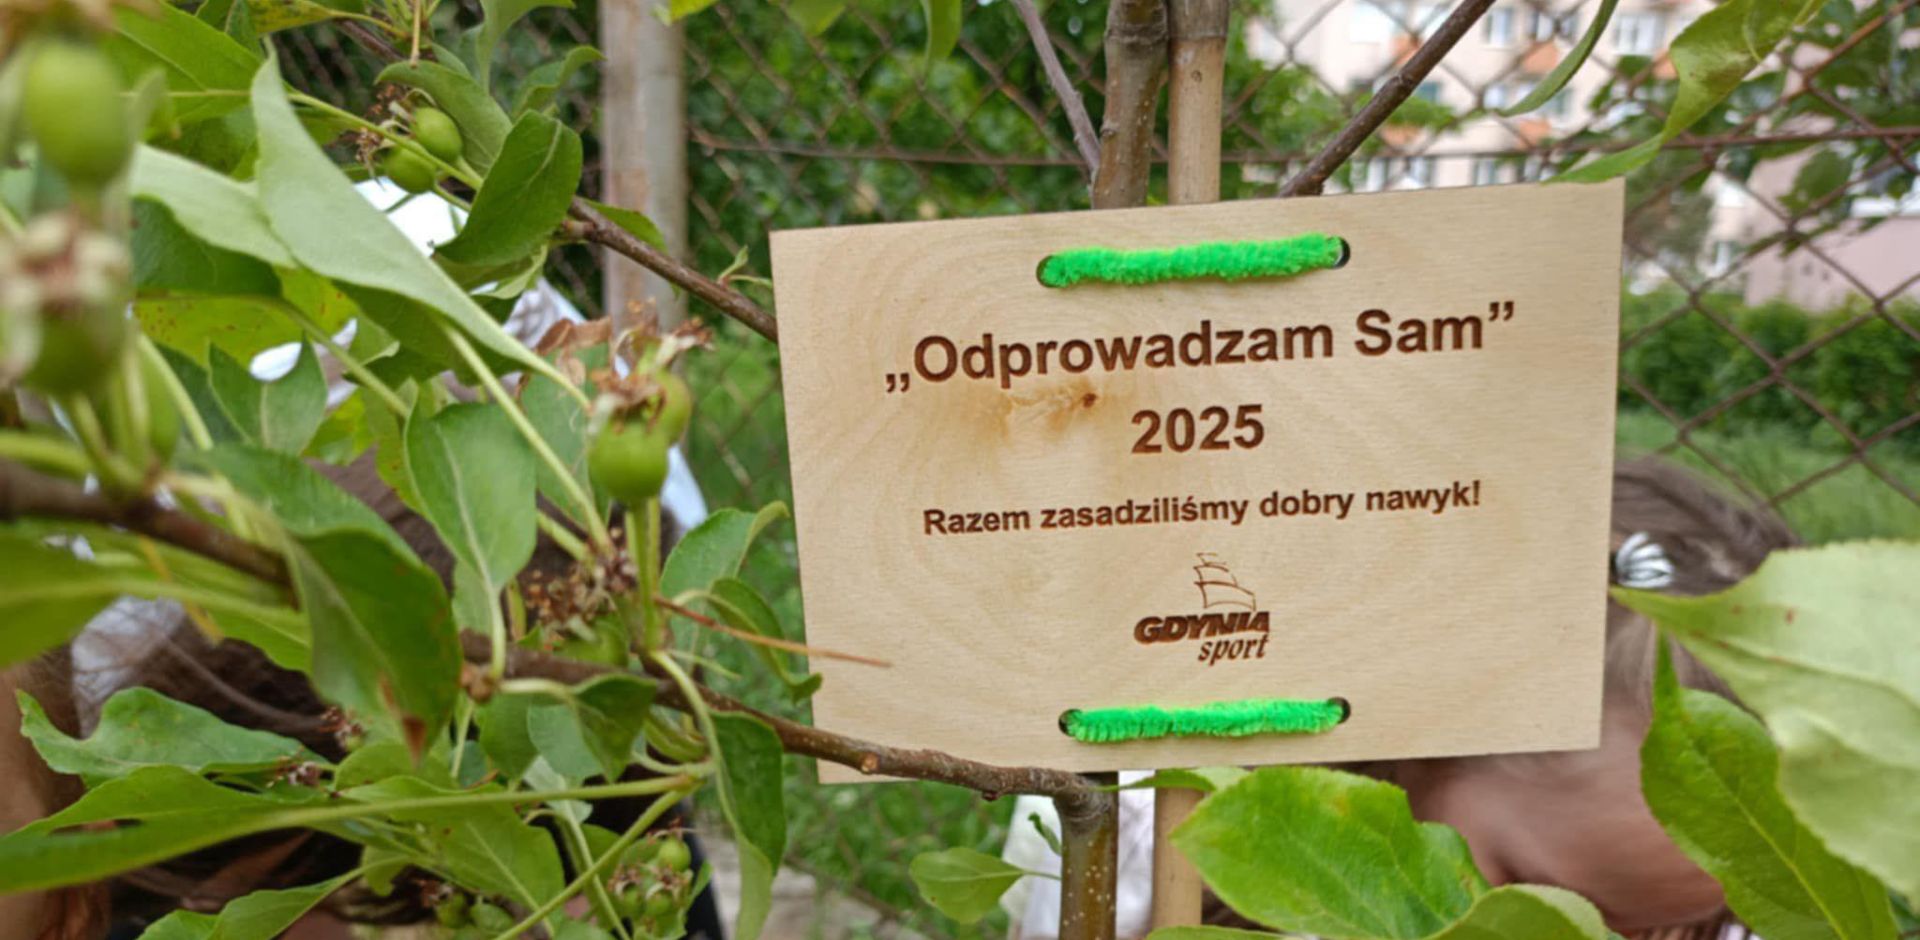 „Odprowadzam Sam”
2025
Razem zasadziliśmy dobry nawyk!
GDYNIA
sport